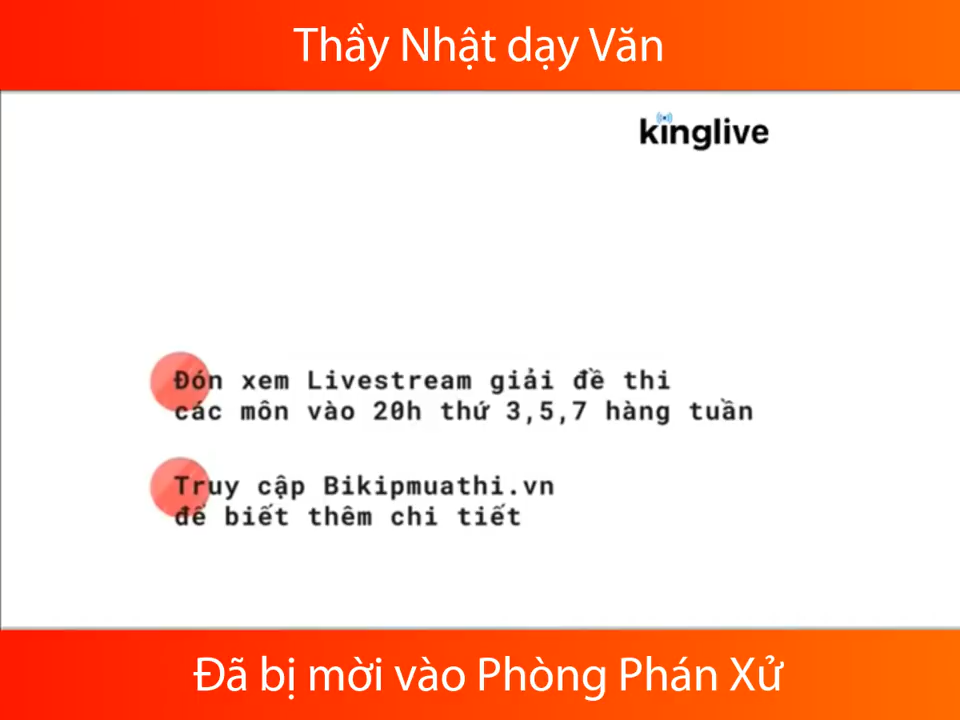 Thầy Nhật dạy Văn
kinglive
Đón xem Livestream giải đề thi
các môn vào 20h thứ 3,5,7 hàng tuần
Truy cập Bikipmuathi.vn
để biết thêm chi tiết
Đã bị mời vào Phòng Phán Xử